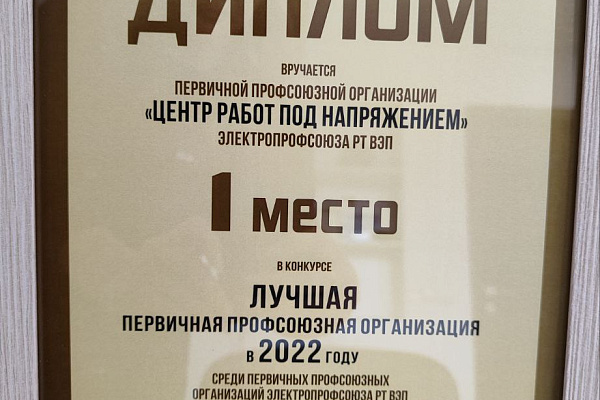 ДИПЛОМ
ВРУЧАЕТСЯ
ПЕРВИЧНОЙ ПРОФСОЮЗНОЙ ОРГАНИЗАЦИИ
«ЦЕНТР РАБОТ ПОД НАПРЯЖЕНИЕМ»
ЭЛЕКТРОПРОФСОЮЗА РТ ВЭП
1 место
В КОНКУРСЕ
ЛУЧШАЯ
ПЕРВИЧНАЯ ПРОФСОЮЗНАЯ ОРГАНИЗАЦИЯ
В 2022 ГОДУ
СРЕДИ ПЕРВИЧНЫХ ПРОФСОЮЗНЫХ
ОРГАНИЗАЦИЙ ЭЛЕКТРОПРОФСОЮЗА РТ ВЭП